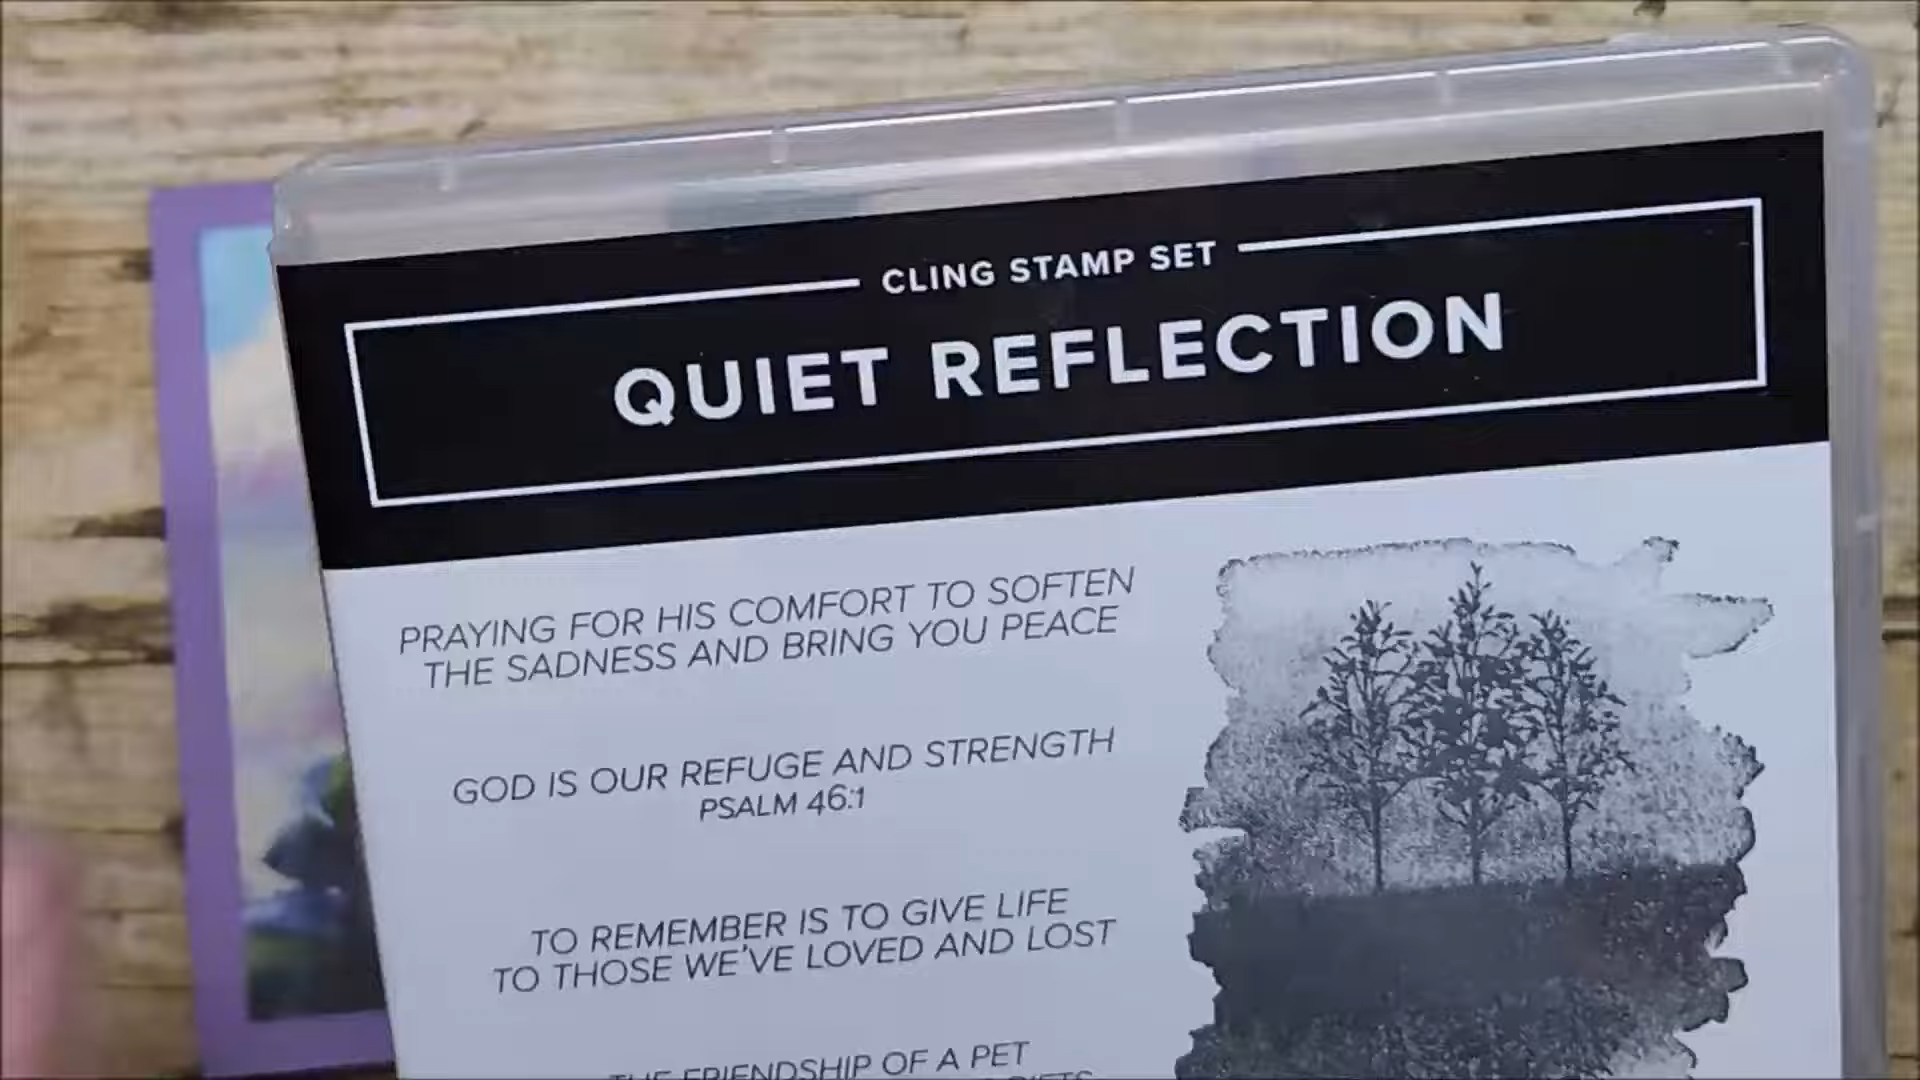 CLING STAMP SET
QUIET REFLECTION
PRAYING FOR HIS COMFORT TO SOFTEN
THE SADNESS AND BRING YOU PEACE
GOD IS OUR REFUGE AND STRENGTH
PSALM 46:1
TO REMEMBER IS TO GIVE LIFE
TO THOSE WE'VE LOVED AND LOST
THE FRIENDSHIP OF A PET